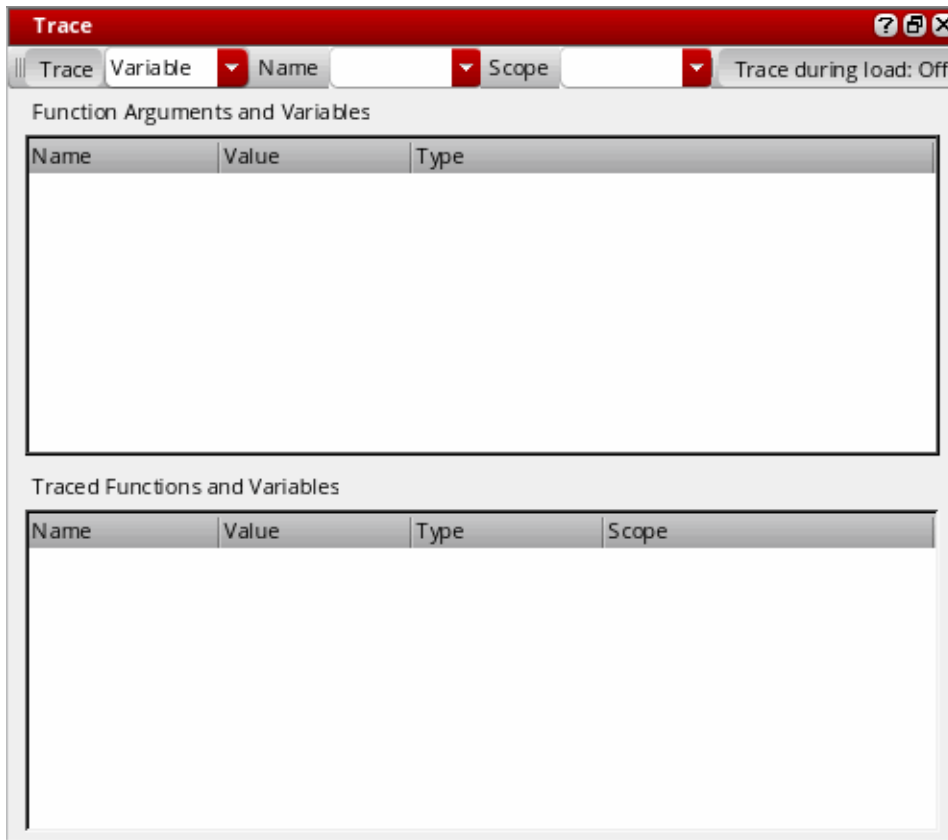 Trace
Trace Variable Name Scope Trace during load: Off
Function Arguments and Variables
Name Value Type
Traced Functions and Variables
Name Value Type Scope